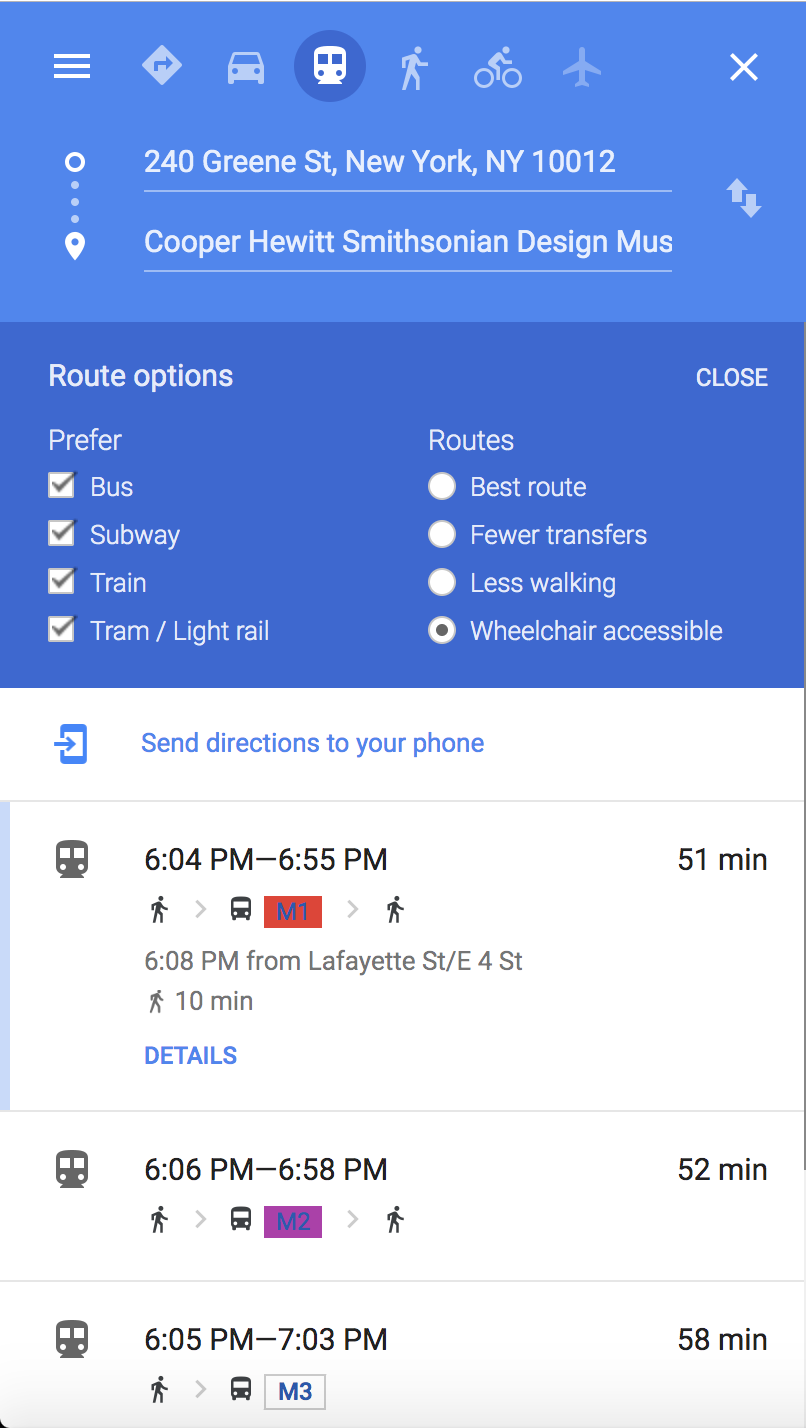 240 Greene St, New York, NY 10012
Cooper Hewitt Smithsonian Design Mus
Route options CLOSE
Prefer Routes
Bus Best route
Subway Fewer transfers
Train Less walking
Tram / Light rail Wheelchair accessible
Send directions to your phone
6:04 PM—6:55 PM 51 min
M1
6:08 PM from Lafayette St/E 4 St
10 min
DETAILS
6:06 PM—6:58 PM 52 min
M2
6:05 PM—7:03 PM 58 min
M3